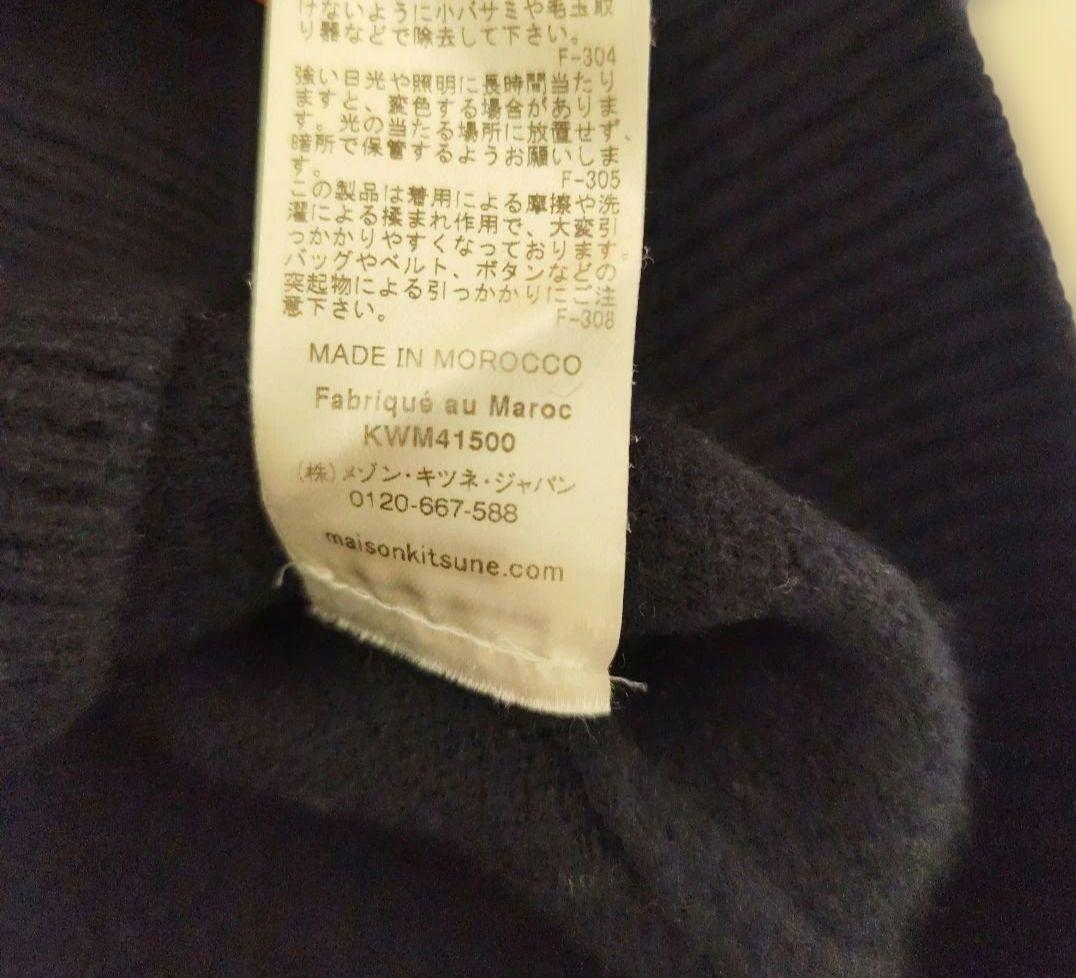 けないように小バサミや毛玉取
り器などで除去して下さい。
F-304
強い日光や照明に長時間当たり
ますと、変色する場合がありま
す。光の当たる場所に放置せず、
暗所で保管するようお願いしま
す。
F-305
この製品は着用による摩擦や洗
濯による揉まれ作用で、大変引
っかかりやすくなっております。
バッグやベルト、ボタンなどの
突起物による引っかかりにご注
意下さい。
F-308
MADE IN MOROCCO
Fabriqué au Maroc
KWM41500
(株)メゾン・キツネ・ジャパン
0120-667-588
maisonkitsune.com